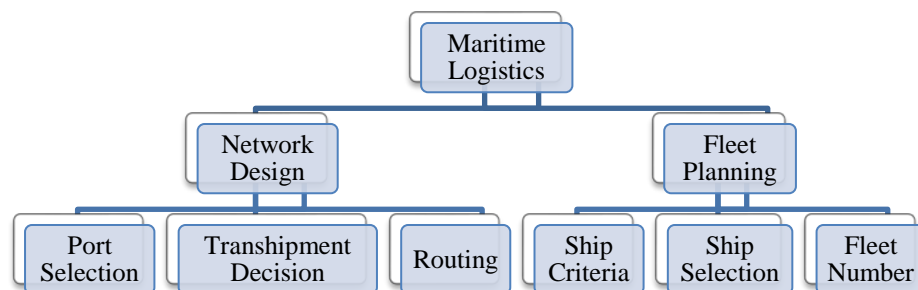 Maritime
Logistics
Network
Design
Fleet
Planning
Port
Selection
Transhipment
Decision
Routing
Ship
Criteria
Ship
Selection
Fleet
Number